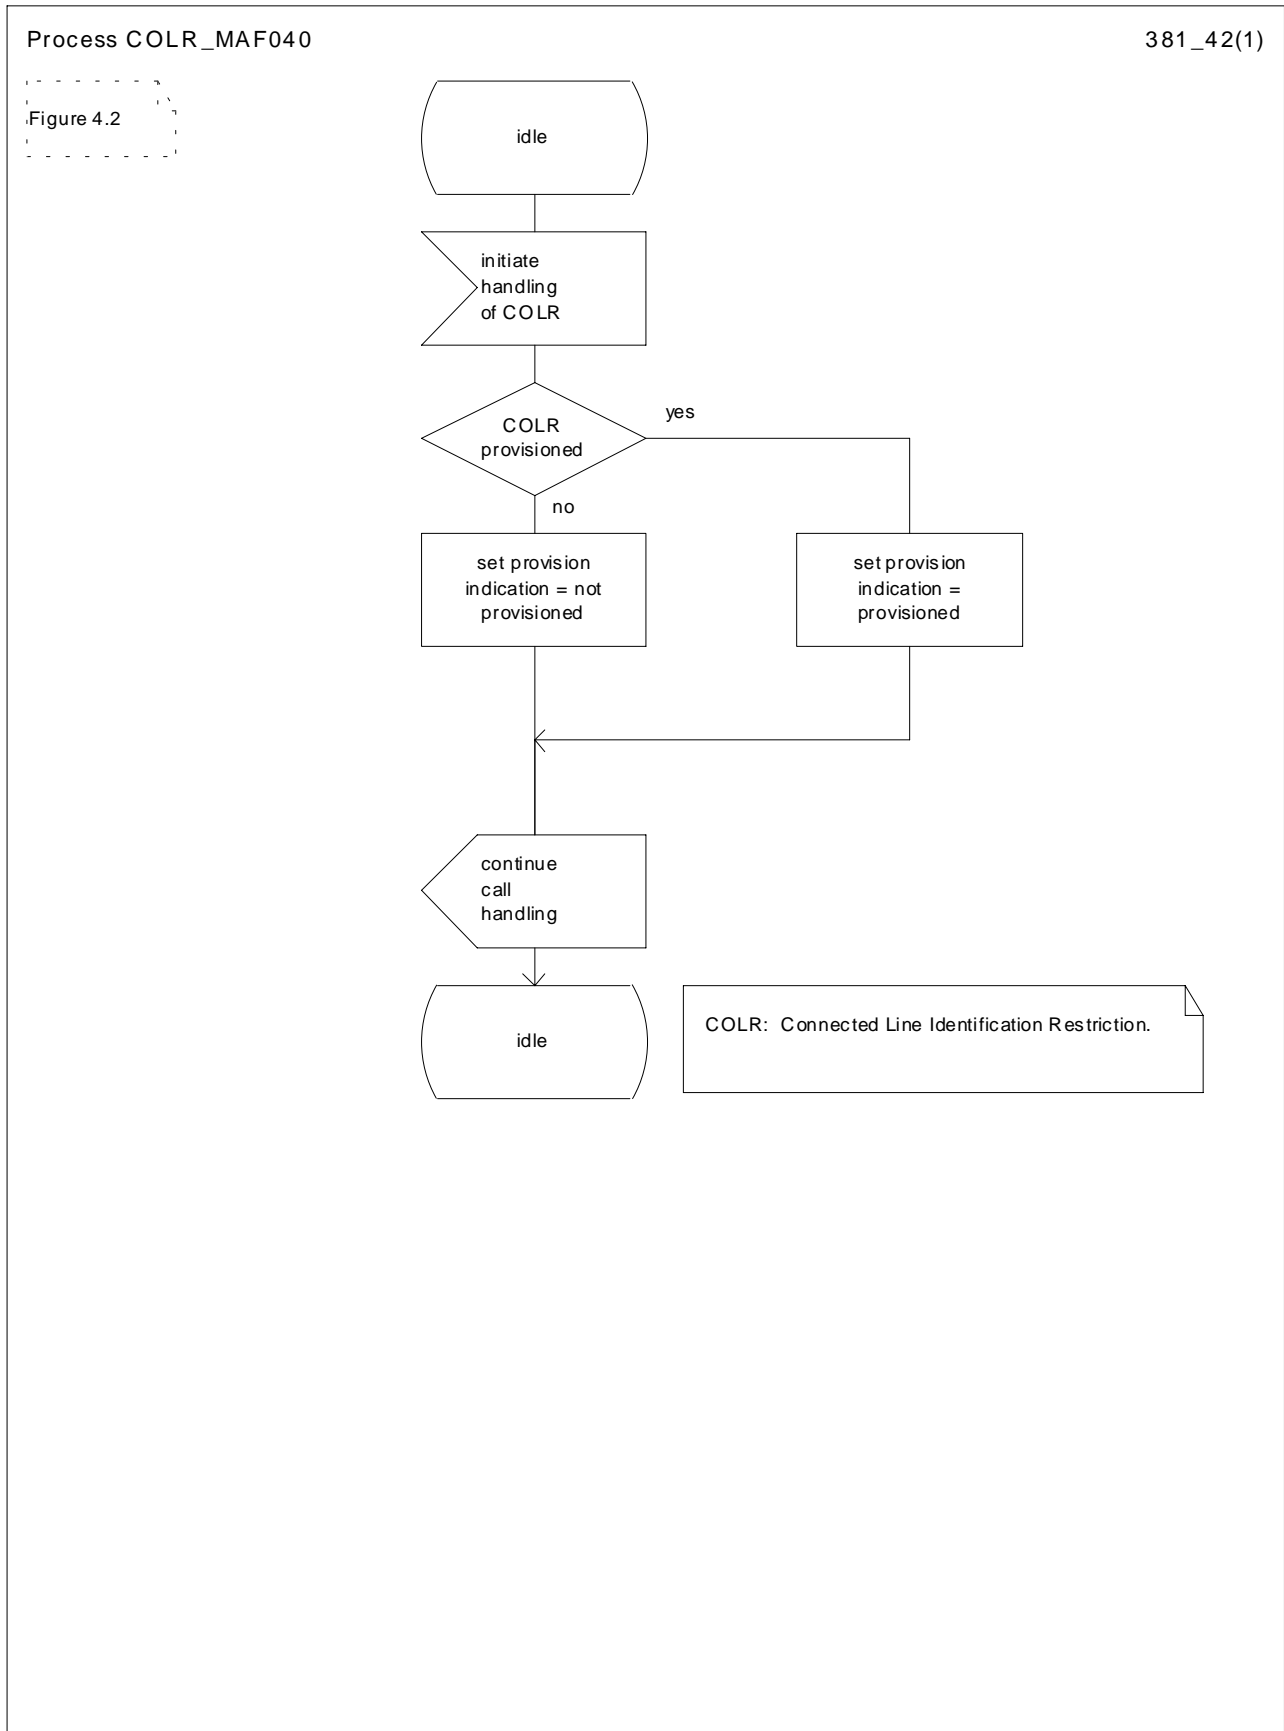 Process COLR_MAF040
381_42(1)
Figure 4.2
idle
initiate
handling
of COLR
COLR
provisioned
yes
no
set provision
indication = not
provisioned
set provision
indication =
provisioned
continue
call
handling
idle
COLR: Connected Line Identification Restriction.